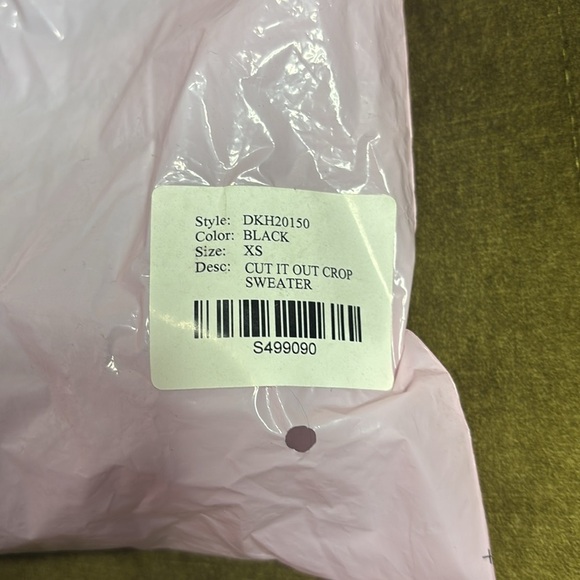 Style: DKH20150
Color: BLACK
Size: XS
Desc: CUT IT OUT CROP
SWEATER
S499090